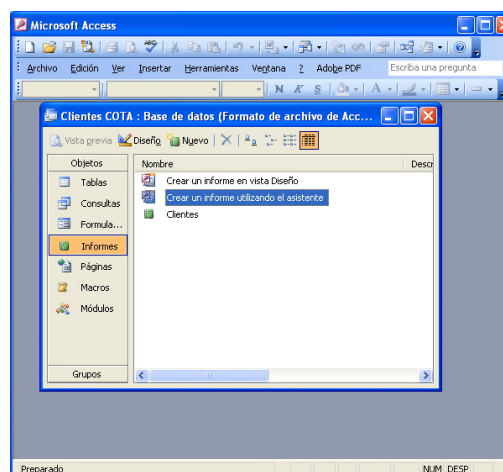 Microsoft Access
Archivo Edición Ver Insertar Herramientas Ventana ? Adobe PDF Escriba una pregunta
N K S A
Clientes COTA : Base de datos (Formato de archivo de Acc...
Vista previa Diseño Nuevo
Objetos Nombre Descr
Tablas Crear un informe en vista Diseño
Consultas Crear un informe utilizando el asistente
Formula... Clientes
Informes
Páginas
Macros
Módulos
Grupos
Preparado NUM DESP